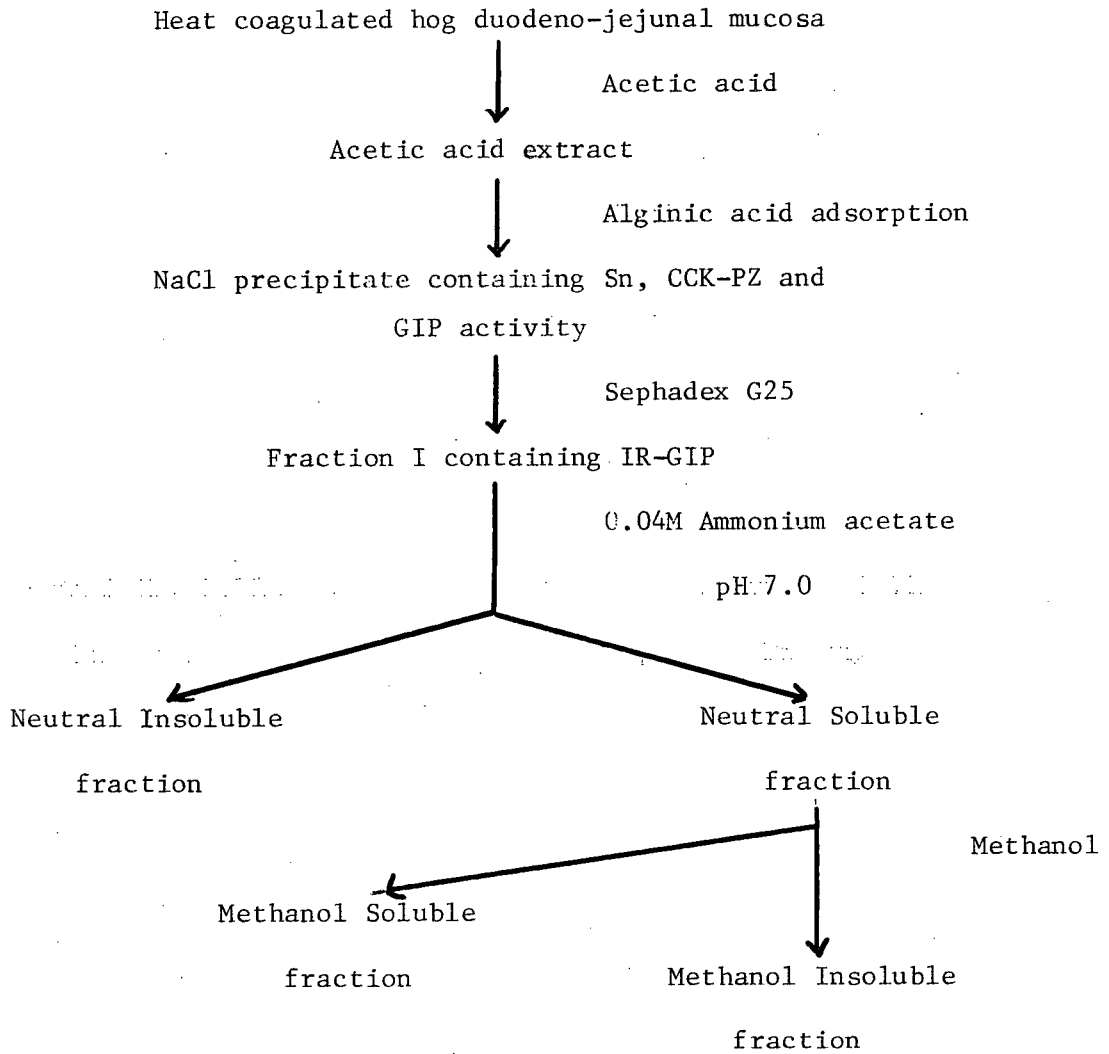 Heat coagulated hog duodeno-jejunal mucosa
Acetic acid
Acetic acid extract
Alginic acid adsorption
NaCl precipitate containing Sn, CCK-PZ and
GIP activity
Sephadex G25
Fraction I containing IR-GIP
0.04M Ammonium acetate
pH 7.0
Neutral Insoluble
fraction
Neutral Soluble
fraction
Methanol
Methanol Soluble
fraction
Methanol Insoluble
fraction